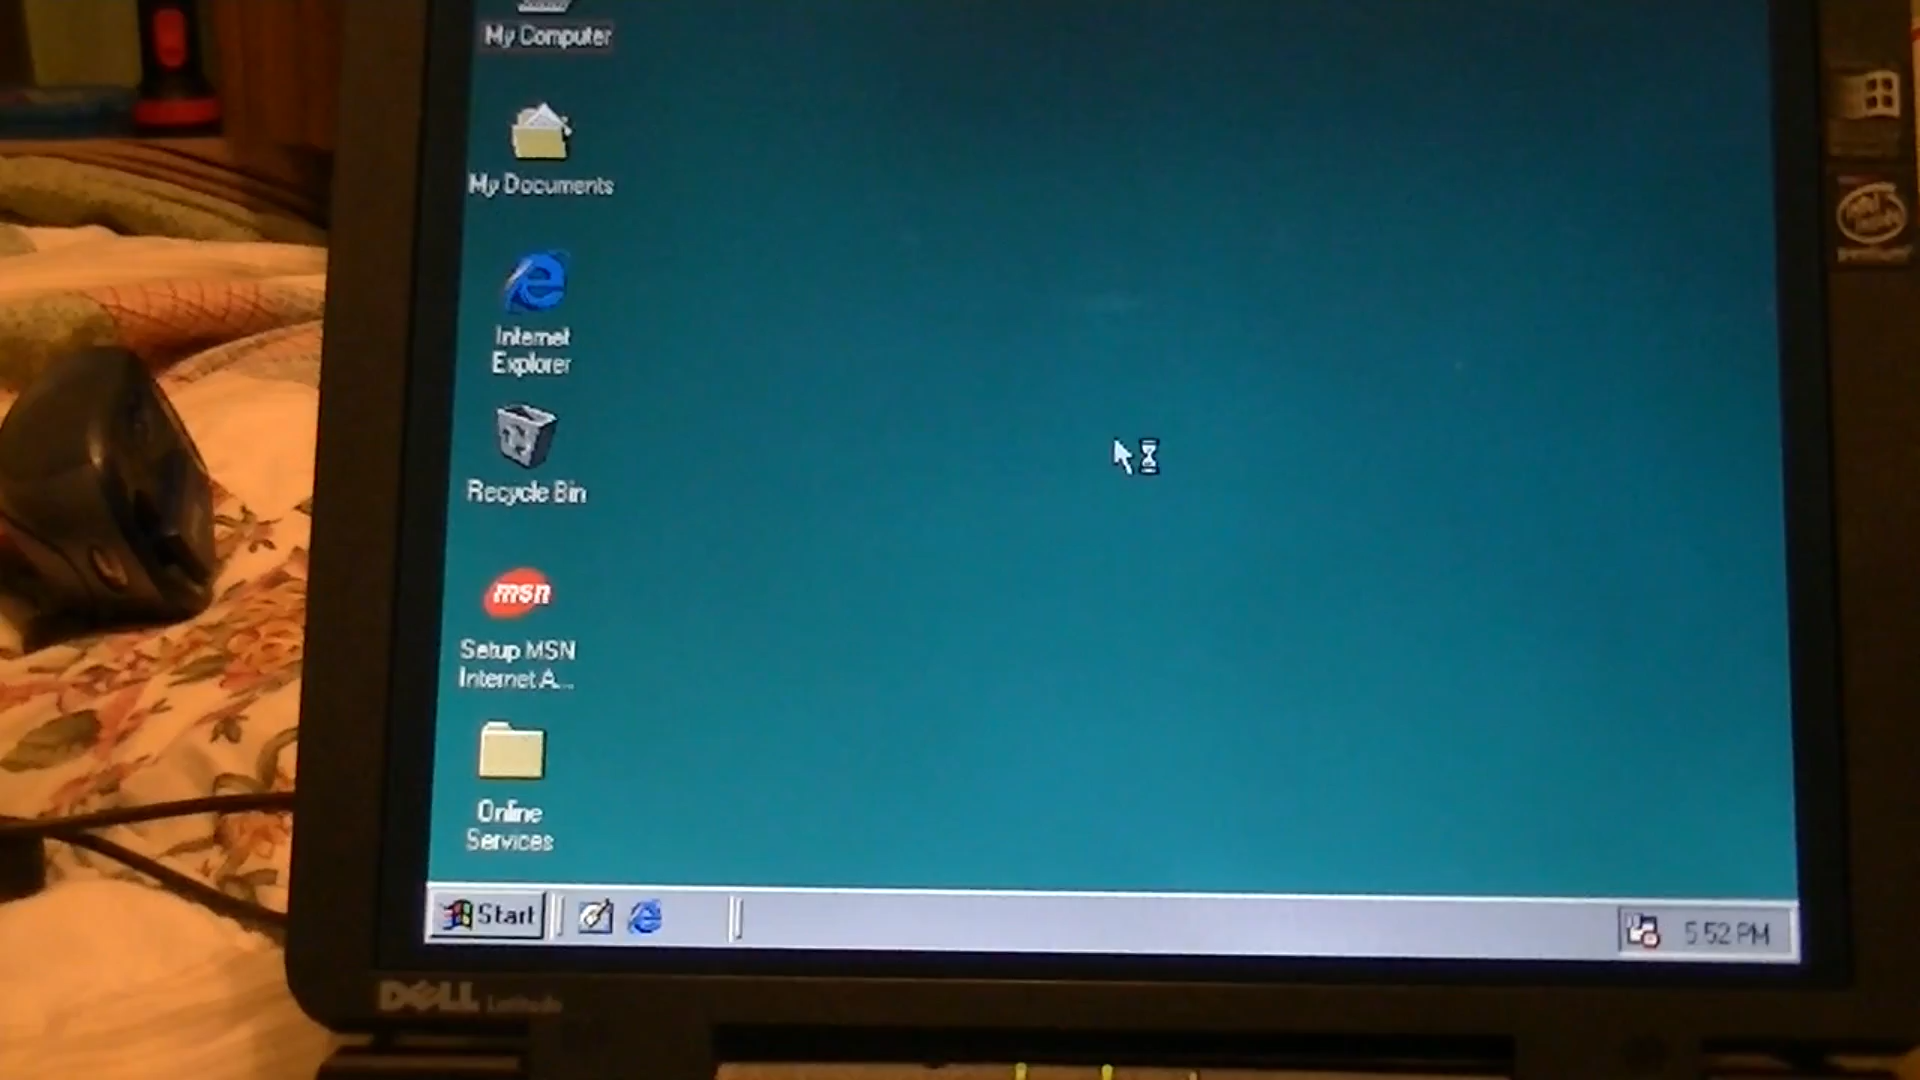 My Computer
My Documents
Internet
Explorer
Recycle Bin
msn
Setup MSN
Internet A...
Online
Services
Start
5:52 PM
DELL Latitude